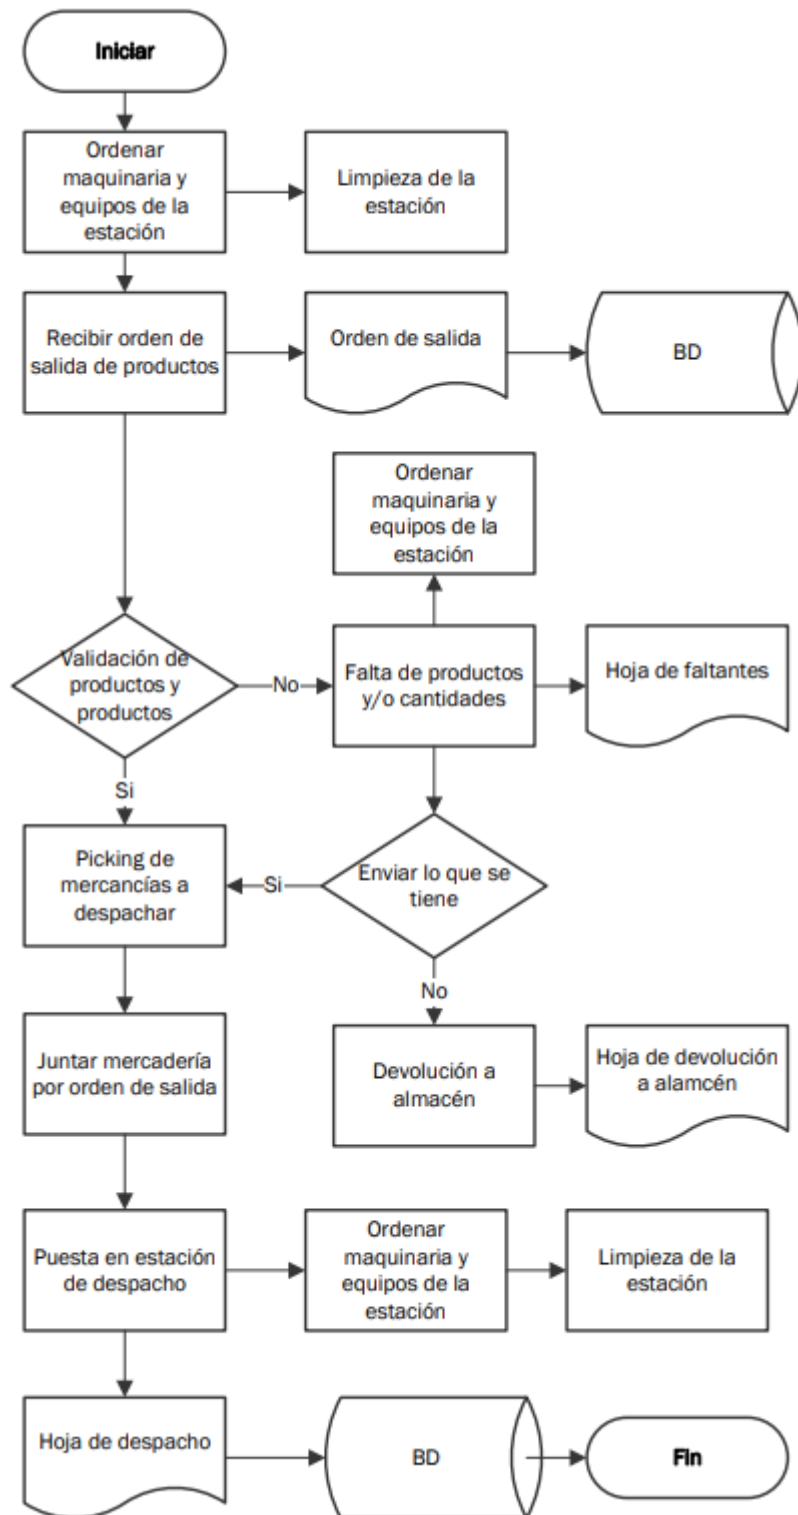 Iniciar
Ordenar
maquinaria y
equipos de la
estación
Limpieza de la
estación
Recibir orden de
salida de productos
Orden de salida
BD
Ordenar
maquinaria y
equipos de la
estación
Validación de
productos y
productos
No
Falta de productos
y/o cantidades
Hoja de faltantes
Si
Picking de
mercancías a
despachar
Si
Enviar lo que se
tiene
No
Juntar mercadería
por orden de salida
Devolución a
almacén
Hoja de devolución
a alamcén
Puesta en estación
de despacho
Ordenar
maquinaria y
equipos de la
estación
Limpieza de la
estación
Hoja de despacho
BD
Fin